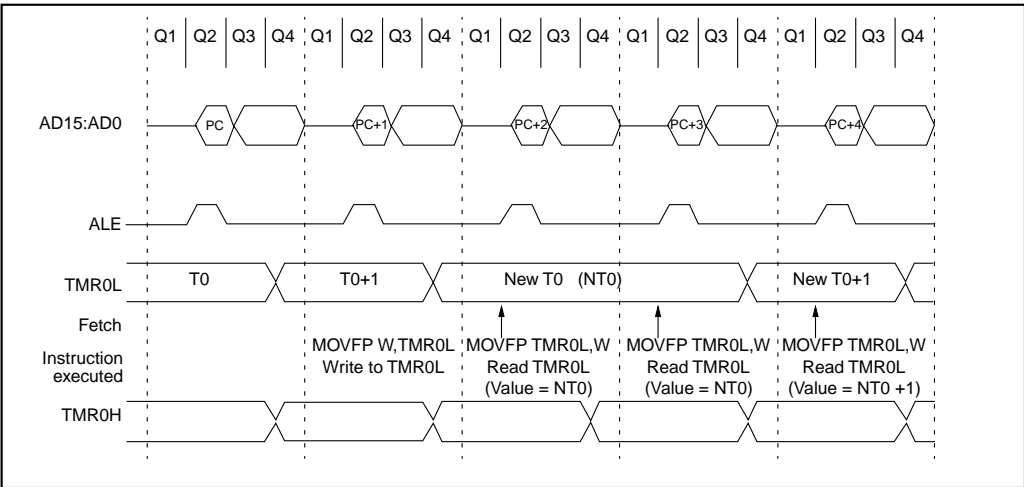 Q1 Q2 Q3 Q4 Q1 Q2 Q3 Q4 Q1 Q2 Q3 Q4 Q1 Q2 Q3 Q4 Q1 Q2 Q3 Q4
AD15:AD0 PC PC+1 PC+2 PC+3 PC+4
ALE
TMR0L T0 T0+1 New T0 (NT0) New T0+1
Fetch
Instruction
executed
MOVFP W,TMR0L
Write to TMR0L
MOVFP TMR0L,W
Read TMR0L
(Value = NT0)
MOVFP TMR0L,W
Read TMR0L
(Value = NT0)
MOVFP TMR0L,W
Read TMR0L
(Value = NT0 +1)
TMR0H